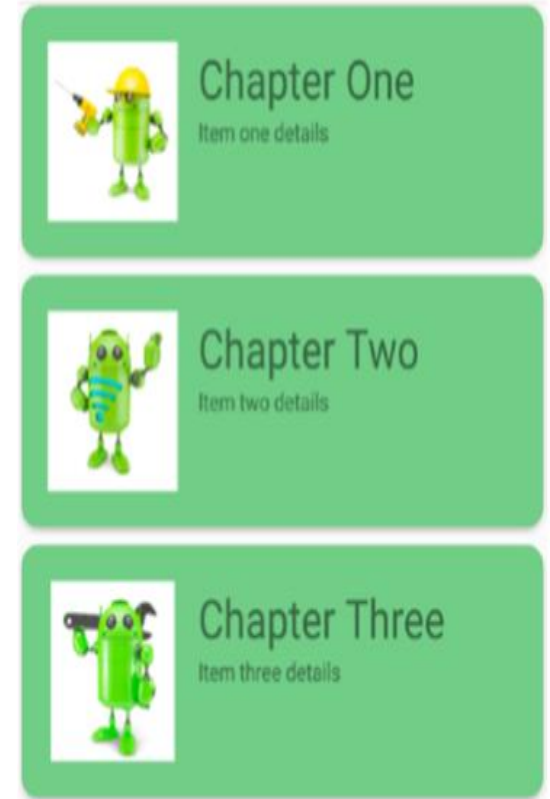 Chapter One
Item one details
Chapter Two
Item two details
Chapter Three
Item three details